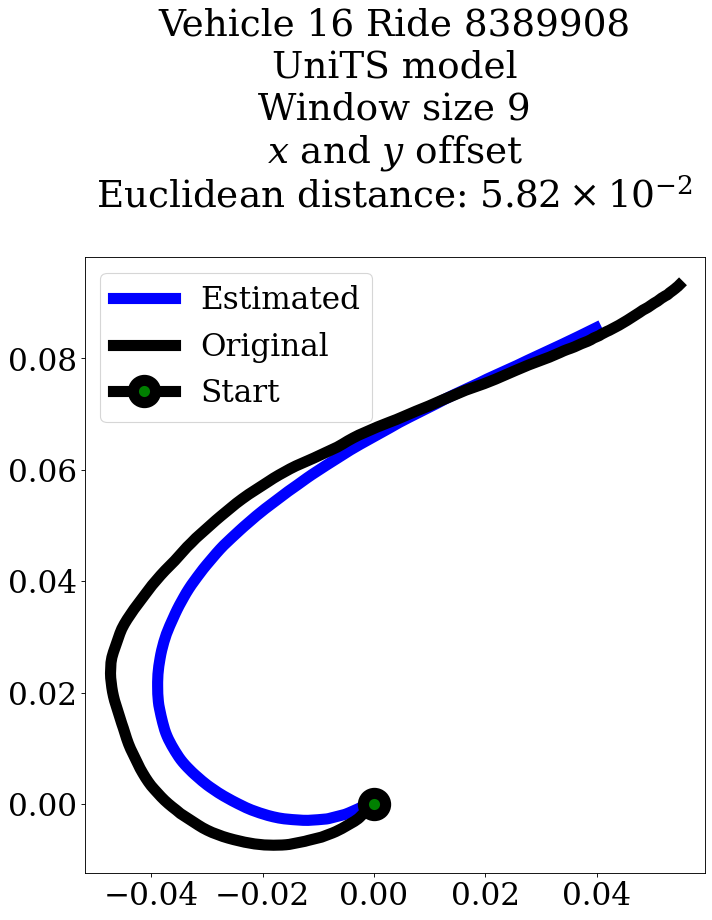 Vehicle 16 Ride 8389908
UniTS model
Window size 9
x and y offset
Euclidean distance: 5.82 × 10⁻²
Estimated
Original
Start
0.08
0.06
0.04
0.02
0.00
−0.04 −0.02 0.00 0.02 0.04